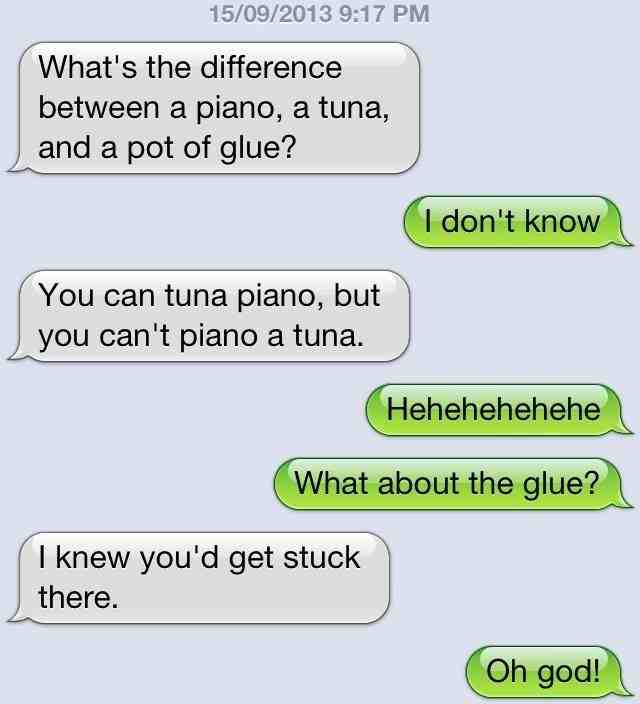 15/09/2013 9:17 PM
What's the difference
between a piano, a tuna,
and a pot of glue?
I don't know
You can tuna piano, but
you can't piano a tuna.
Hehehehehehe
What about the glue?
I knew you'd get stuck
there.
Oh god!